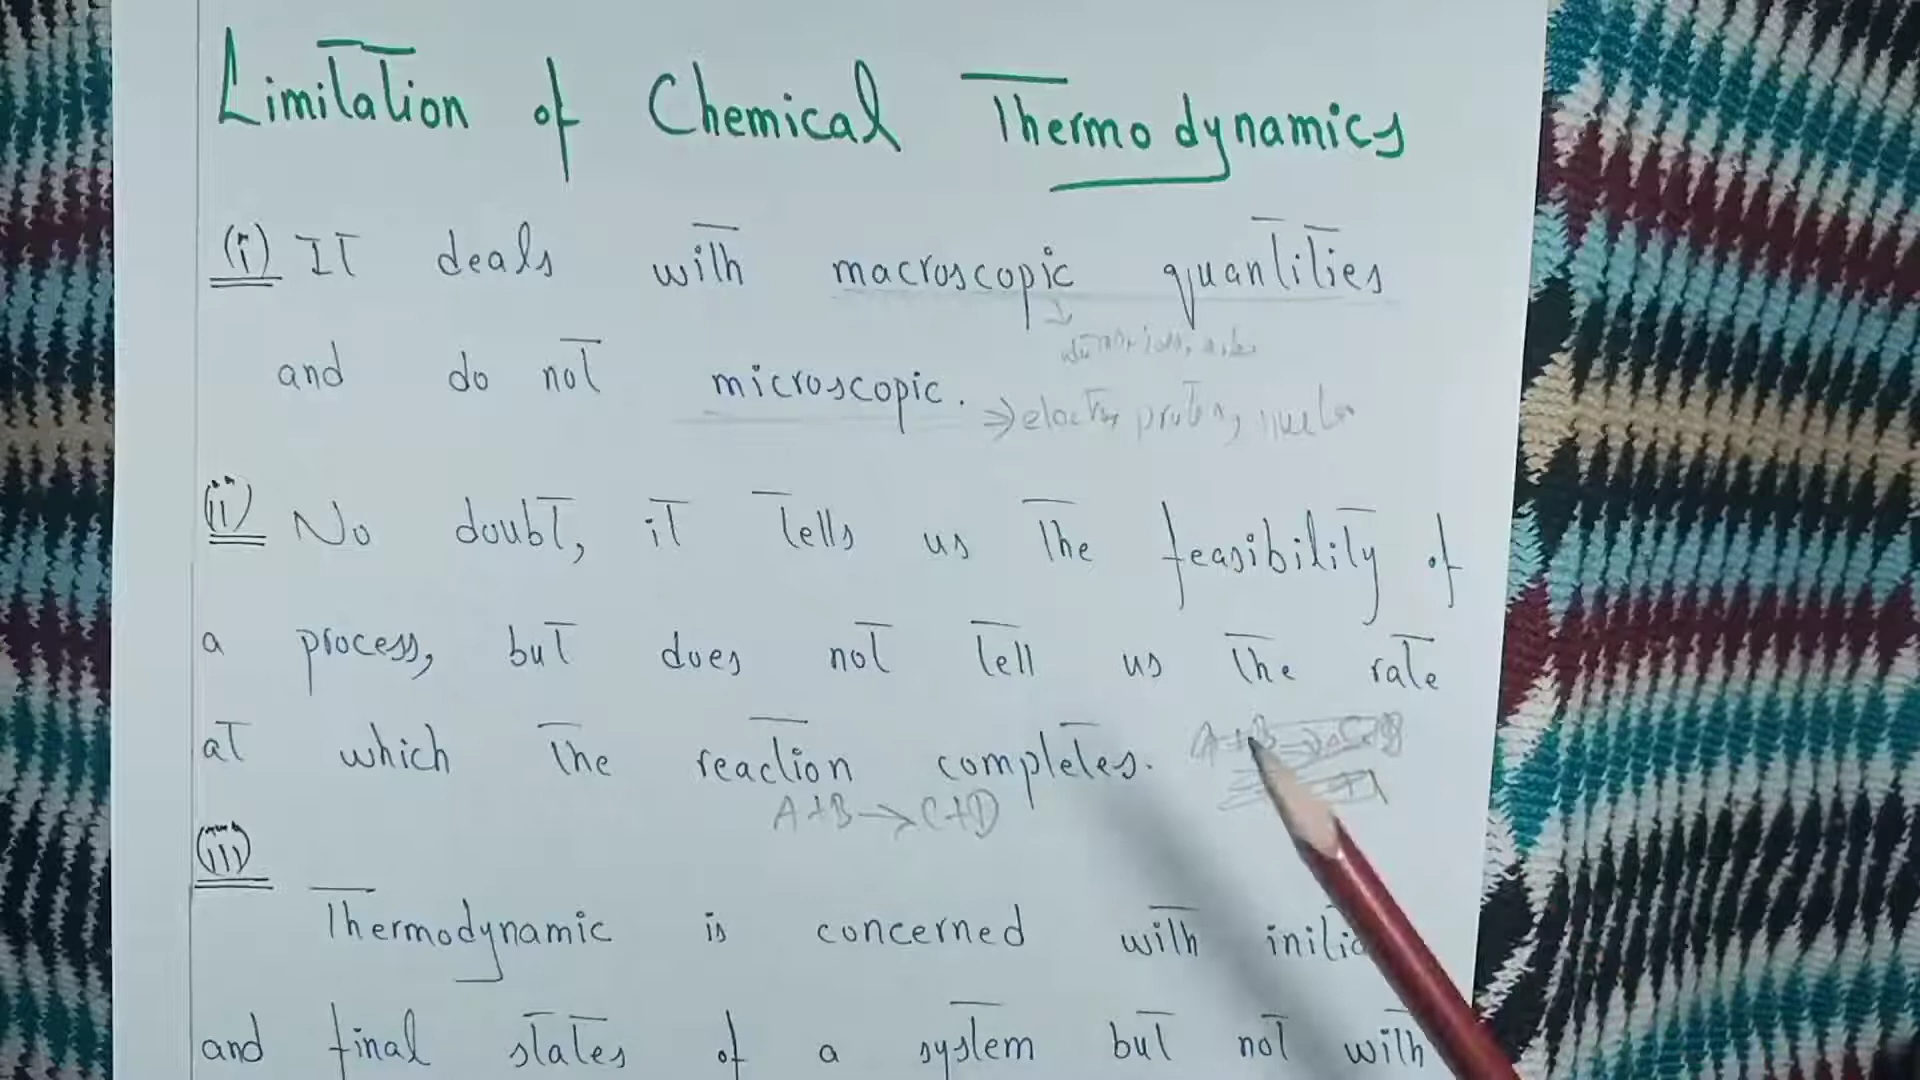 Limitation of Chemical Thermodynamics
(i) It deals with macroscopic quantities
and do not microscopic.
(ii) No doubt, it tells us the feasibility of
a process, but does not tell us the rate
at which the reaction completes.
A+B → C+D
(iii)
Thermodynamic is concerned with
and final states of a system but not with